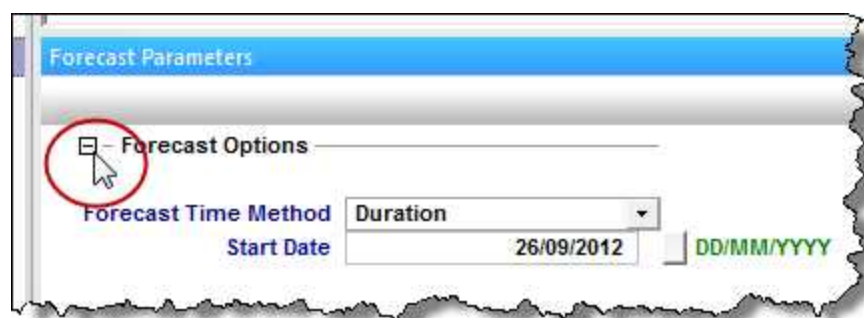 Forecast Parameters
Forecast Options
Forecast Time Method Duration
Start Date 26/09/2012 DD/MM/YYYY